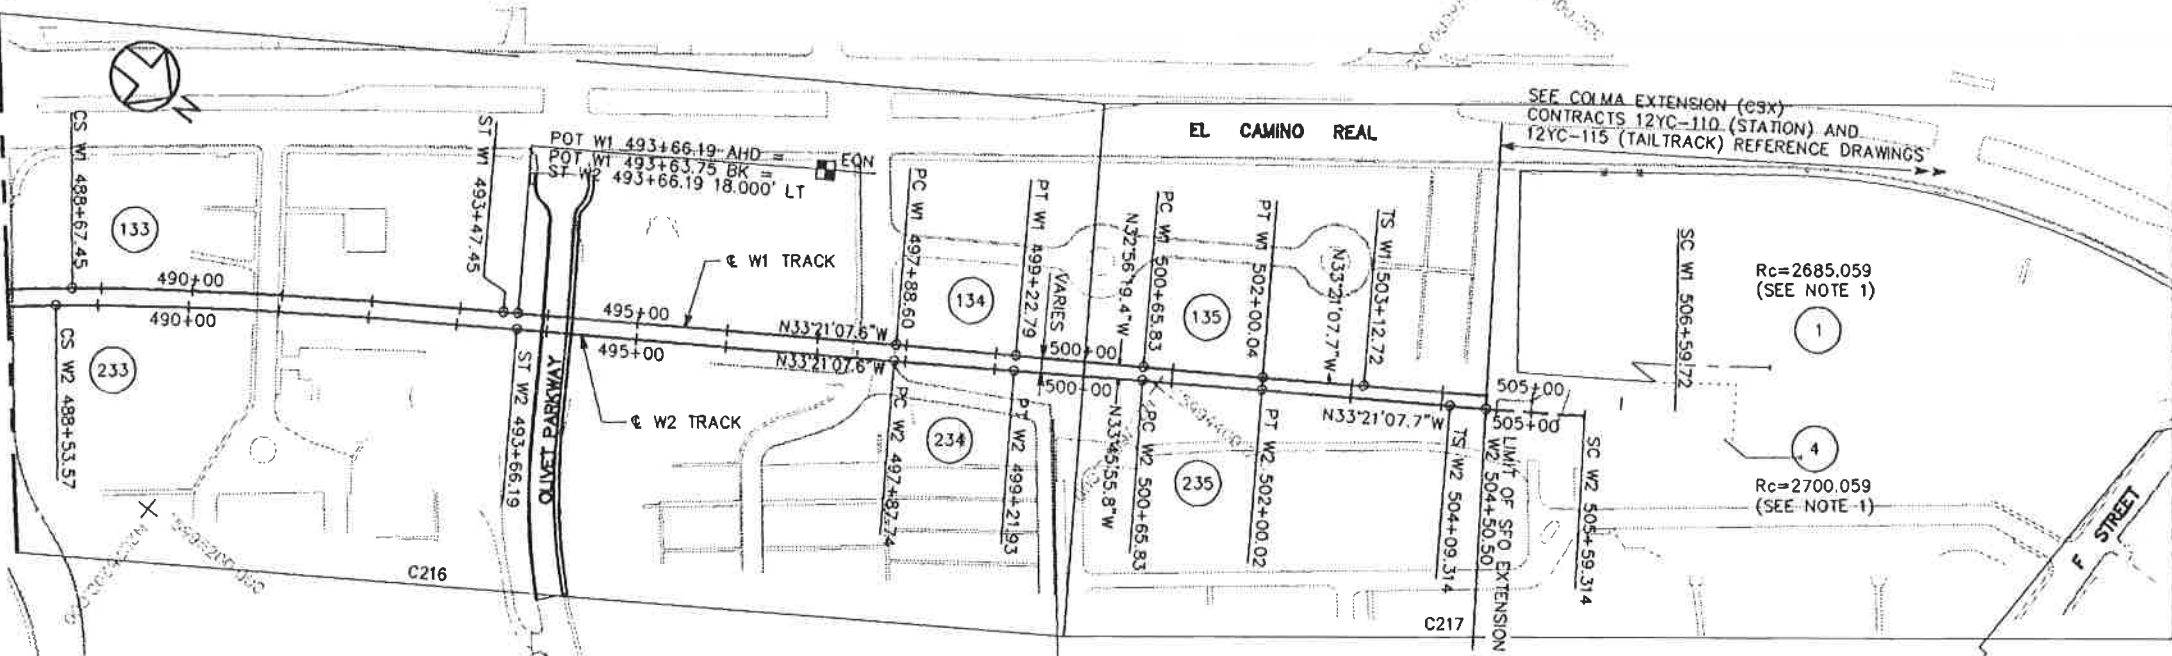 N
SEE COLMA EXTENSION (C9X)
CONTRACTS 12YC-110 (STATION) AND
12YC-115 (TAILTRACK) REFERENCE DRAWINGS
EL CAMINO REAL
POT W1 493+66.19 AHD =
POT W1 493+63.75 BK =
ST W2 493+66.19 18.000' LT
EQN
CS W1 488+67.45
ST W1 493+47.45
PC W1 497+88.60
PT W1 499+22.79
VARIES
N32°56'19.4"W
PC W1 500+65.83
PT W1 502+00.04
N33°21'07.7"W
TS W1 503+12.72
SC W1 506+59.72
133
134
135
Rc=2685.059
(SEE NOTE 1)
1
℄ W1 TRACK
490+00
495+00
N33°21'07.6"W
500+00
505+00
490+00
495+00
N33°21'07.6"W
500+00
N33°21'07.7"W
505+00
℄ W2 TRACK
233
234
235
4
Rc=2700.059
(SEE NOTE 1)
CS W2 488+53.57
ST W2 493+66.19
OLIVET PARKWAY
PC W2 497+87.74
PT W2 499+21.93
N33°45'55.8"W
PC W2 500+65.83
PT W2 502+00.02
TS W2 504+09.314
LIMIT OF SFO EXTENSION
W2 504+50.50
SC W2 505+59.314
F STREET
C216
C217